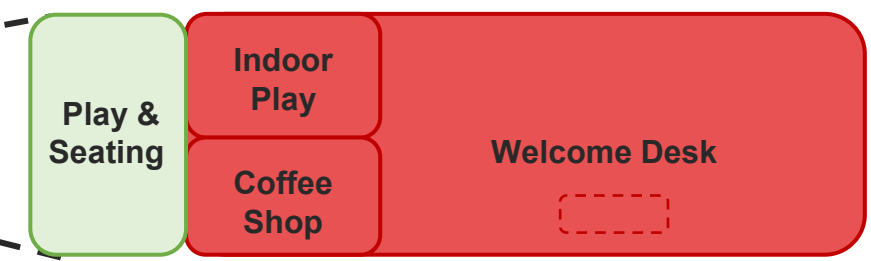 Play &
Seating
Indoor
Play
Coffee
Shop
Welcome Desk